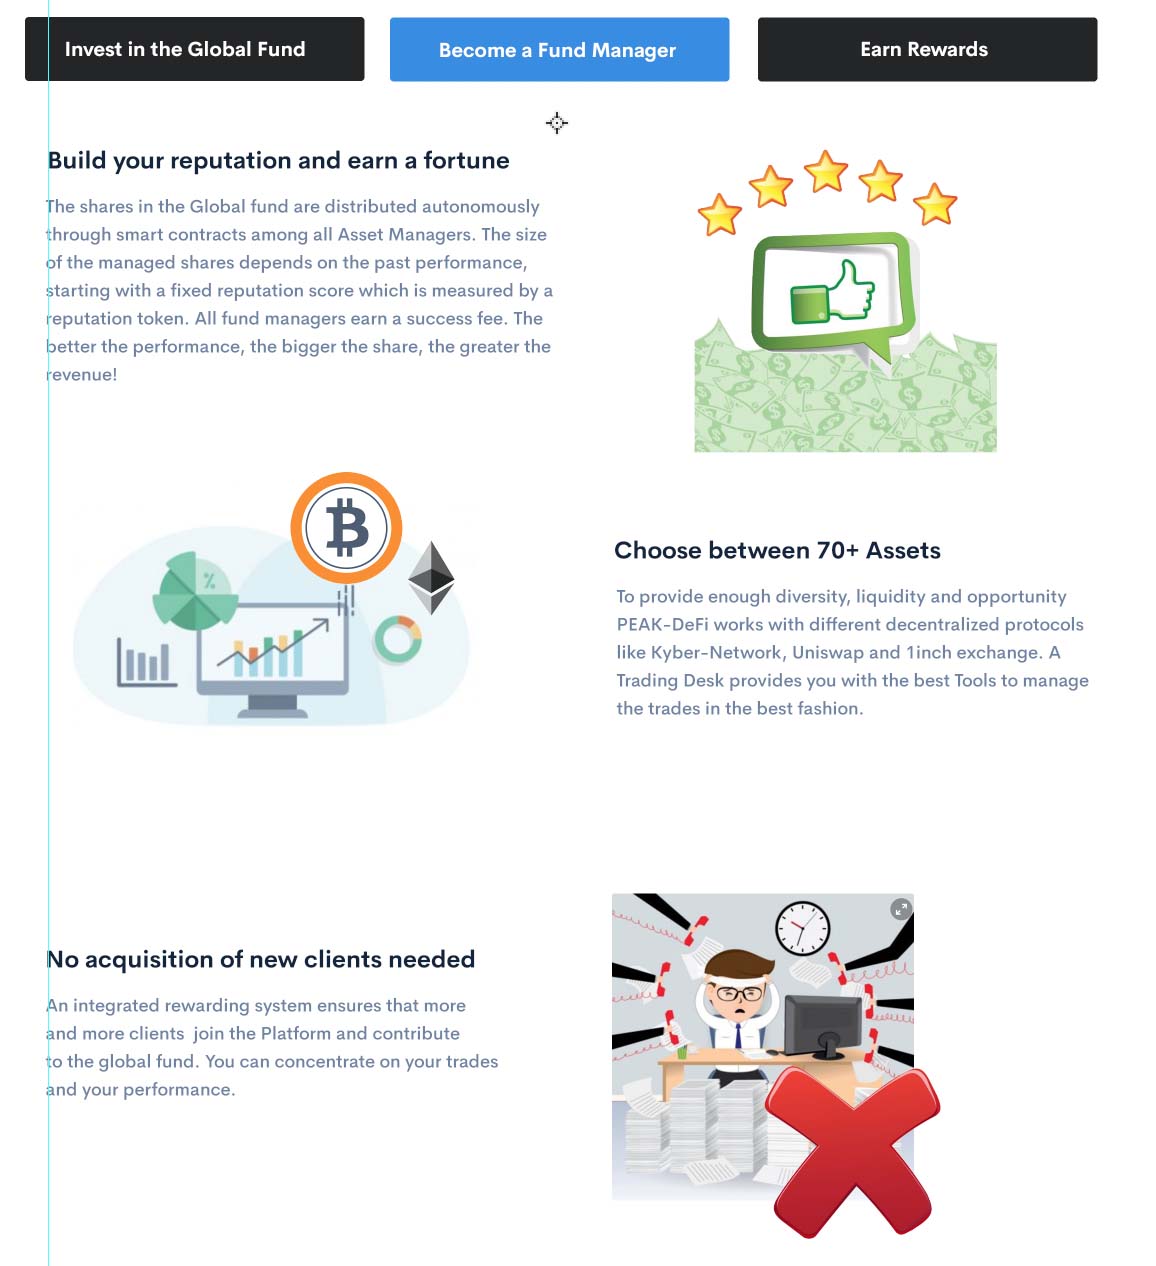 Invest in the Global Fund
Become a Fund Manager
Earn Rewards
Build your reputation and earn a fortune
The shares in the Global fund are distributed autonomously
through smart contracts among all Asset Managers. The size
of the managed shares depends on the past performance,
starting with a fixed reputation score which is measured by a
reputation token. All fund managers earn a success fee. The
better the performance, the bigger the share, the greater the
revenue!
%
Choose between 70+ Assets
To provide enough diversity, liquidity and opportunity
PEAK-DeFi works with different decentralized protocols
like Kyber-Network, Uniswap and 1inch exchange. A
Trading Desk provides you with the best Tools to manage
the trades in the best fashion.
No acquisition of new clients needed
An integrated rewarding system ensures that more
and more clients  join the Platform and contribute
to the global fund. You can concentrate on your trades
and your performance.